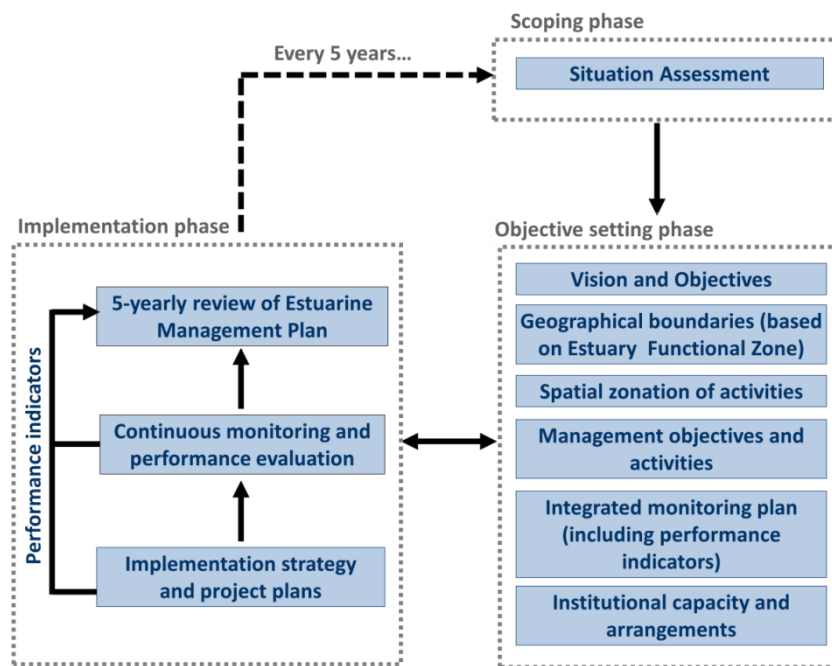 Scoping phase
Every 5 years…
Situation Assessment
Implementation phase
Objective setting phase
5-yearly review of Estuarine
Management Plan
Continuous monitoring and
performance evaluation
Implementation strategy
and project plans
Performance indicators
Vision and Objectives
Geographical boundaries (based
on Estuary Functional Zone)
Spatial zonation of activities
Management objectives and
activities
Integrated monitoring plan
(including performance
indicators)
Institutional capacity and
arrangements